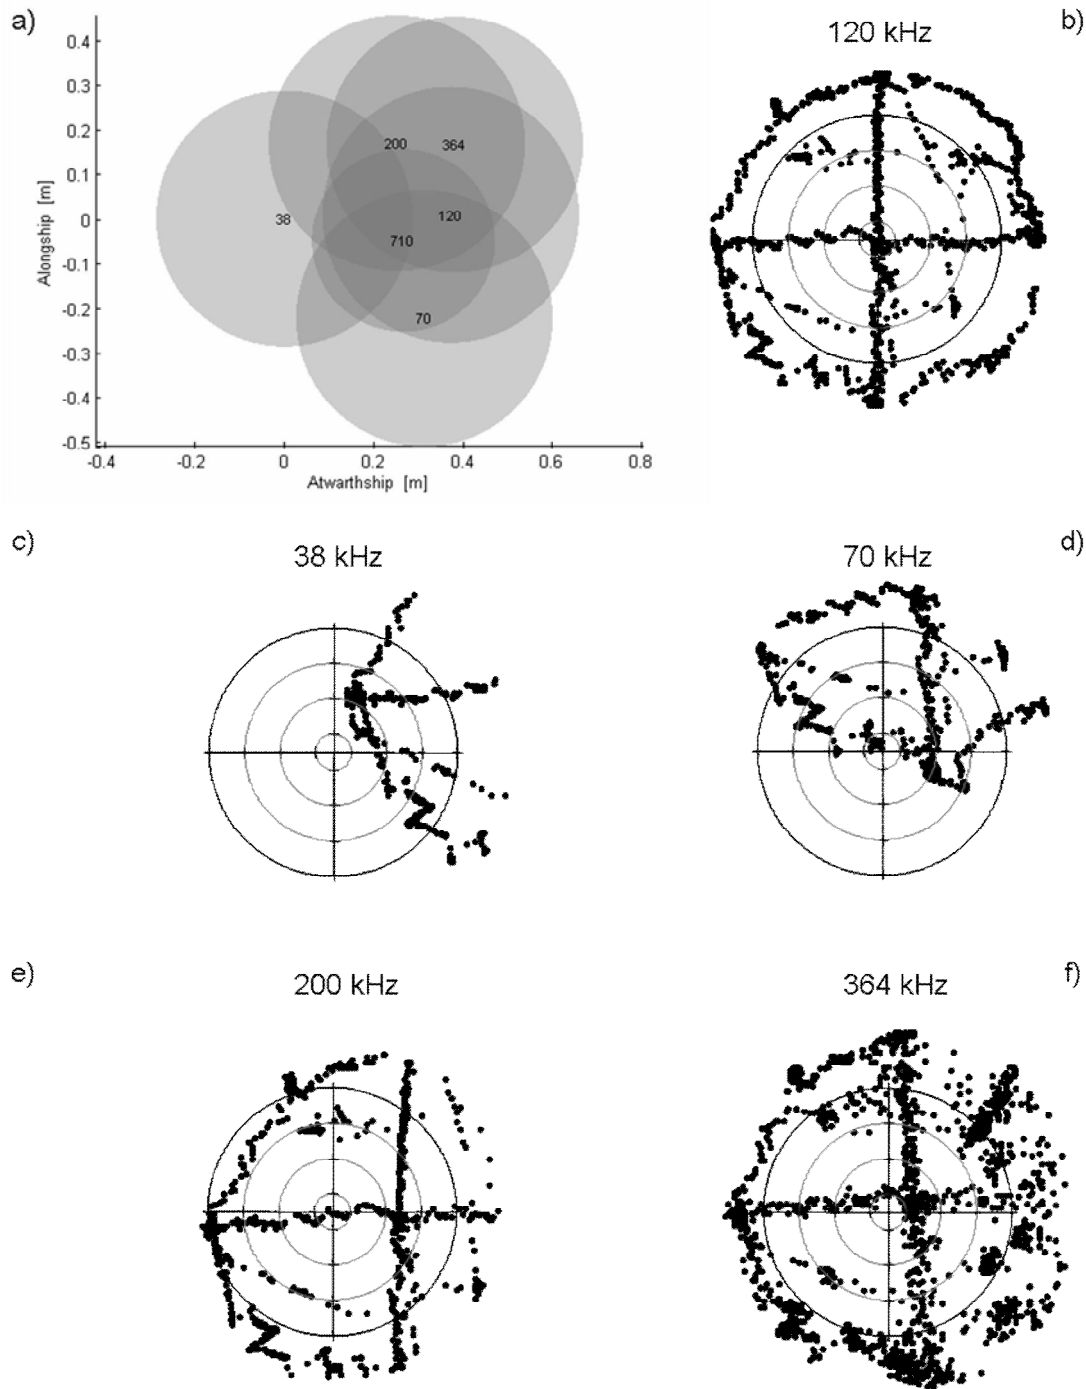 a)
0.4
0.3
0.2
0.1
0
-0.1
-0.2
-0.3
-0.4
-0.5
Alongship [m]
200
364
38
120
710
70
-0.4
-0.2
0
0.2
0.4
0.6
0.8
Atwarthship [m]
b)
120 kHz
c)
38 kHz
d)
70 kHz
e)
200 kHz
f)
364 kHz